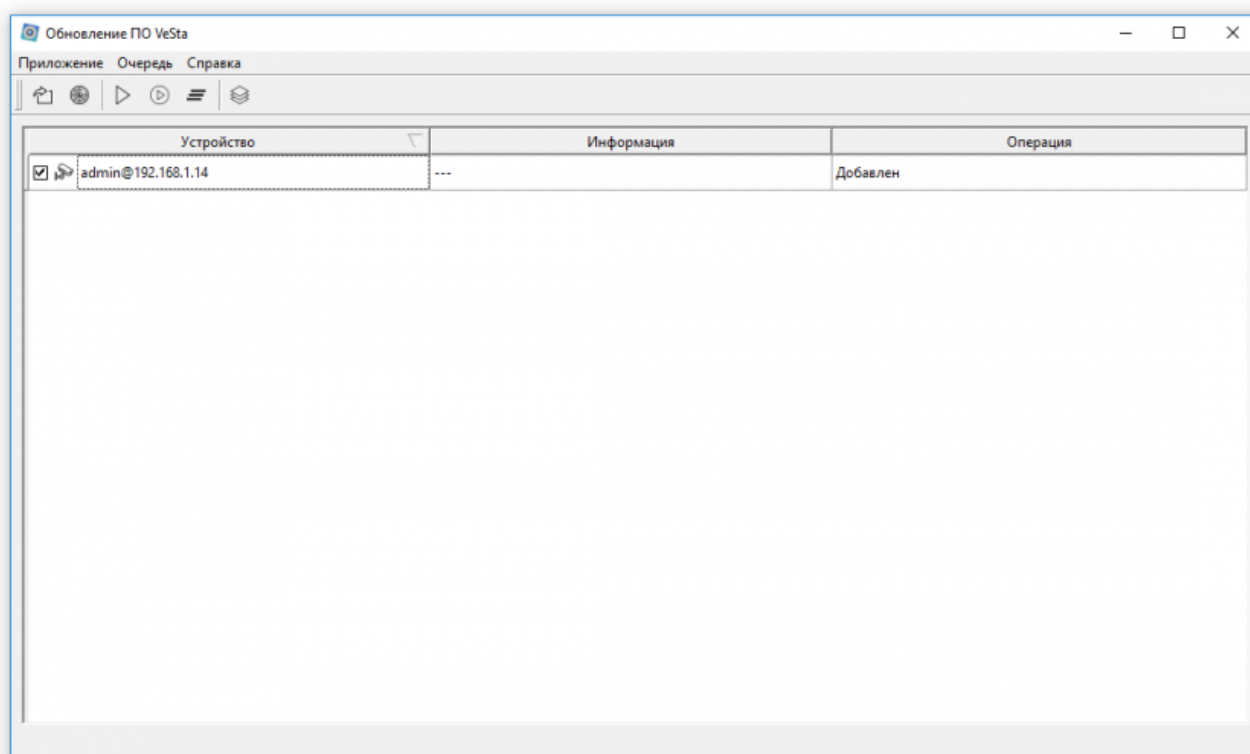 Обновление ПО VeSta
Приложение Очередь Справка
Устройство Информация Операция
admin@192.168.1.14 --- Добавлен